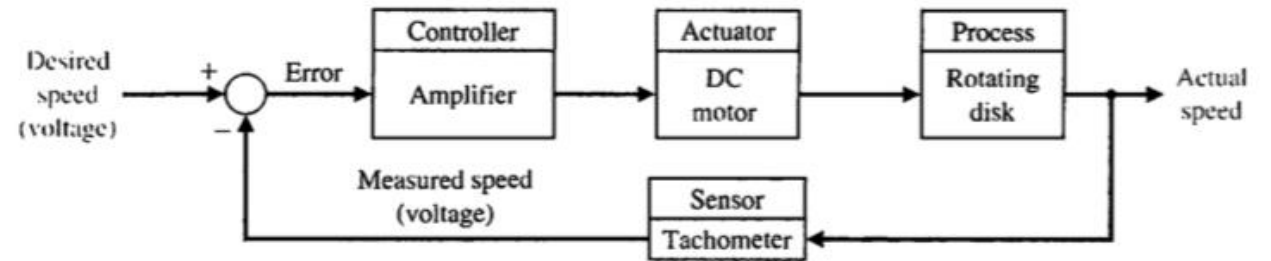 Desired
speed
(voltage)
+
−
Error
Controller
Amplifier
Actuator
DC
motor
Process
Rotating
disk
Actual
speed
Measured speed
(voltage)
Sensor
Tachometer